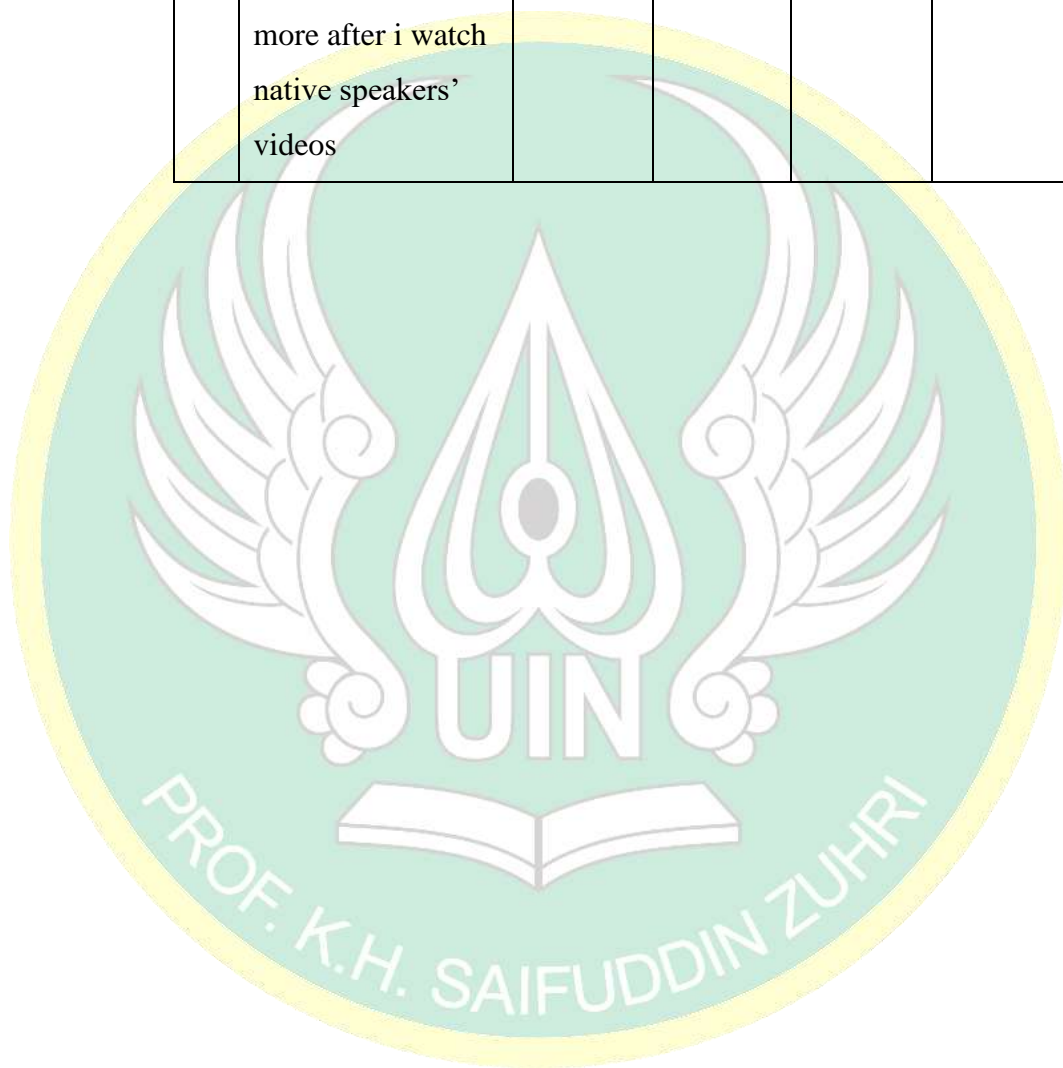 more after i watch
native speakers’
videos
UIN
PROF. K.H. SAIFUDDIN ZUHRI